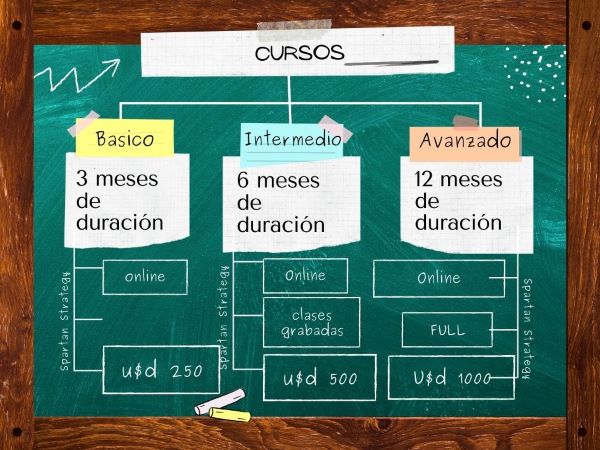 CURSOS
Basico
3 meses
de
duración
Spartan Strategy
online
u$d 250
Intermedio
6 meses
de
duración
Spartan Strategy
Online
clases
grabadas
u$d 500
Avanzado
12 meses
de
duración
Online
FULL
U$d 1000
Spartan Strategy